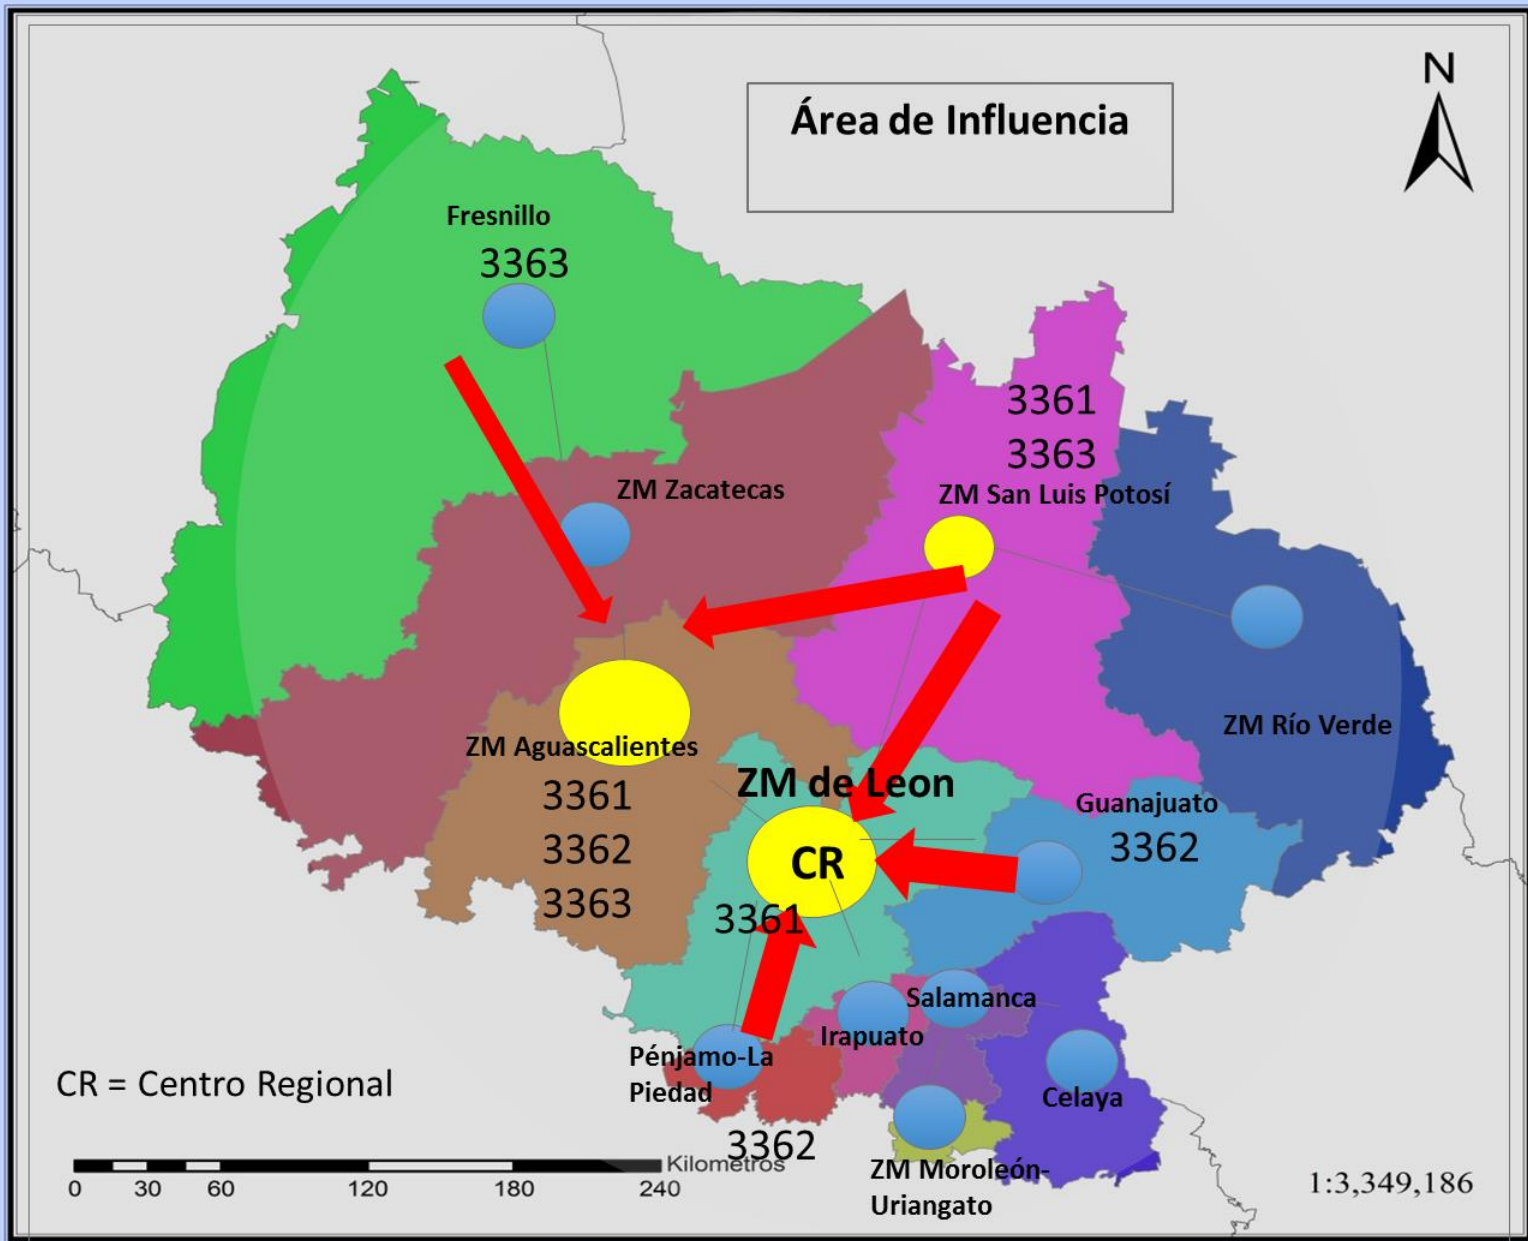 N
Área de Influencia
Fresnillo
3363
3361
3363
ZM Zacatecas
ZM San Luis Potosí
ZM Río Verde
ZM Aguascalientes
3361
3362
3363
ZM de Leon
Guanajuato
3362
CR
3361
Salamanca
Irapuato
Pénjamo-La
Piedad
Celaya
CR = Centro Regional
3362
Kilometros
0 30 60 120 180 240
ZM Moroleón-
Uriangato
1:3,349,186